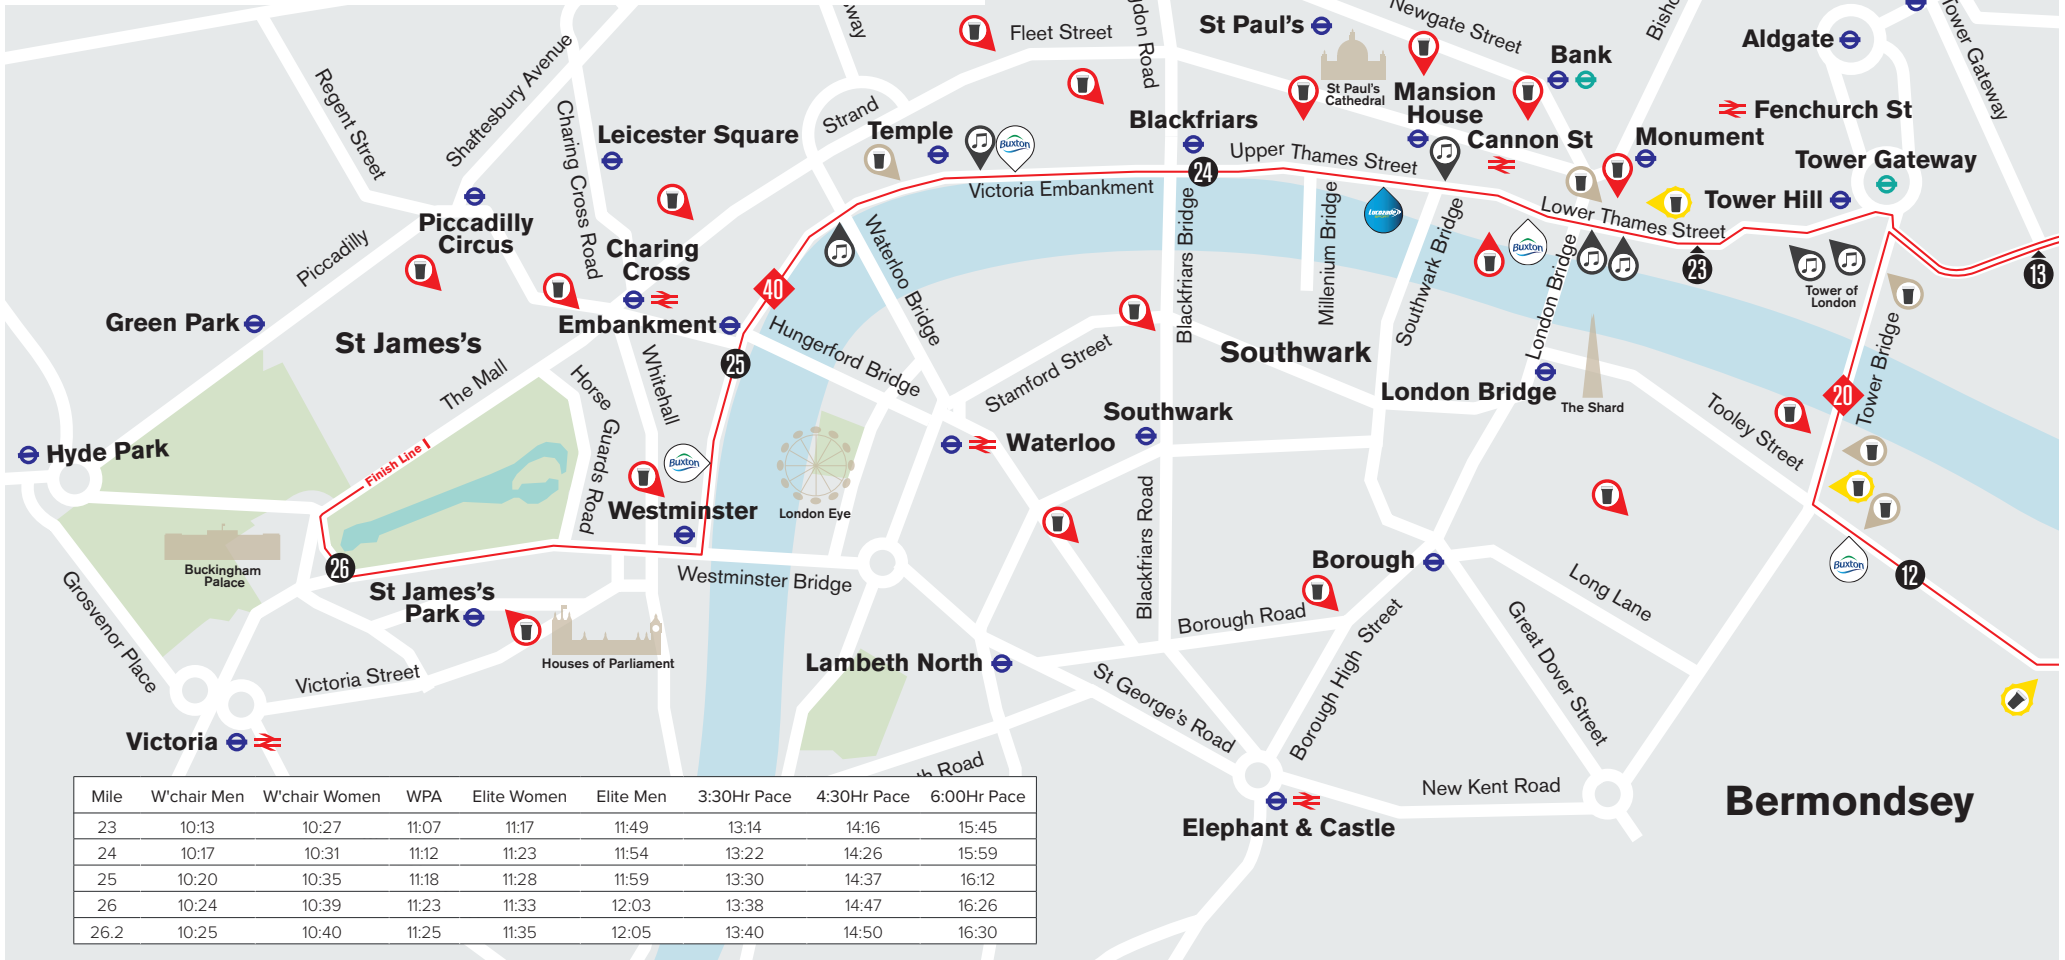 Fleet Street
St Paul's
Newgate Street
Bank
Aldgate
Tower Gateway
Regent Street
Shaftesbury Avenue
Charing Cross Road
Leicester Square
Strand
Temple
Buxton
Blackfriars
St Paul's
Cathedral
Mansion
House
Cannon St
Fenchurch St
Monument
Tower Gateway
Tower Hill
Upper Thames Street
24
Victoria Embankment
Lucozade
Lower Thames Street
23
13
Piccadilly
Piccadilly
Circus
Charing
Cross
40
Waterloo Bridge
Blackfriars Bridge
Millenium Bridge
Southwark Bridge
Buxton
London Bridge
Tower of
London
Green Park
St James's
Embankment
Hungerford Bridge
25
Southwark
London Bridge
The Shard
Tower Bridge
20
The Mall
Horse Guards Road
Whitehall
Stamford Street
Southwark
Tooley Street
Hyde Park
Finish Line
Buxton
Waterloo
London Eye
Westminster
Blackfriars Road
Buckingham
Palace
26
Westminster Bridge
Borough
Buxton
12
St James's
Park
Grosvenor Place
Houses of Parliament
Victoria Street
Lambeth North
Borough Road
Borough High Street
Long Lane
Great Dover Street
St George's Road
Victoria
Road
New Kent Road
Elephant & Castle
Bermondsey
Mile W'chair Men W'chair Women WPA Elite Women Elite Men 3:30Hr Pace 4:30Hr Pace 6:00Hr Pace
23 10:13 10:27 11:07 11:17 11:49 13:14 14:16 15:45
24 10:17 10:31 11:12 11:23 11:54 13:22 14:26 15:59
25 10:20 10:35 11:18 11:28 11:59 13:30 14:37 16:12
26 10:24 10:39 11:23 11:33 12:03 13:38 14:47 16:26
26.2 10:25 10:40 11:25 11:35 12:05 13:40 14:50 16:30